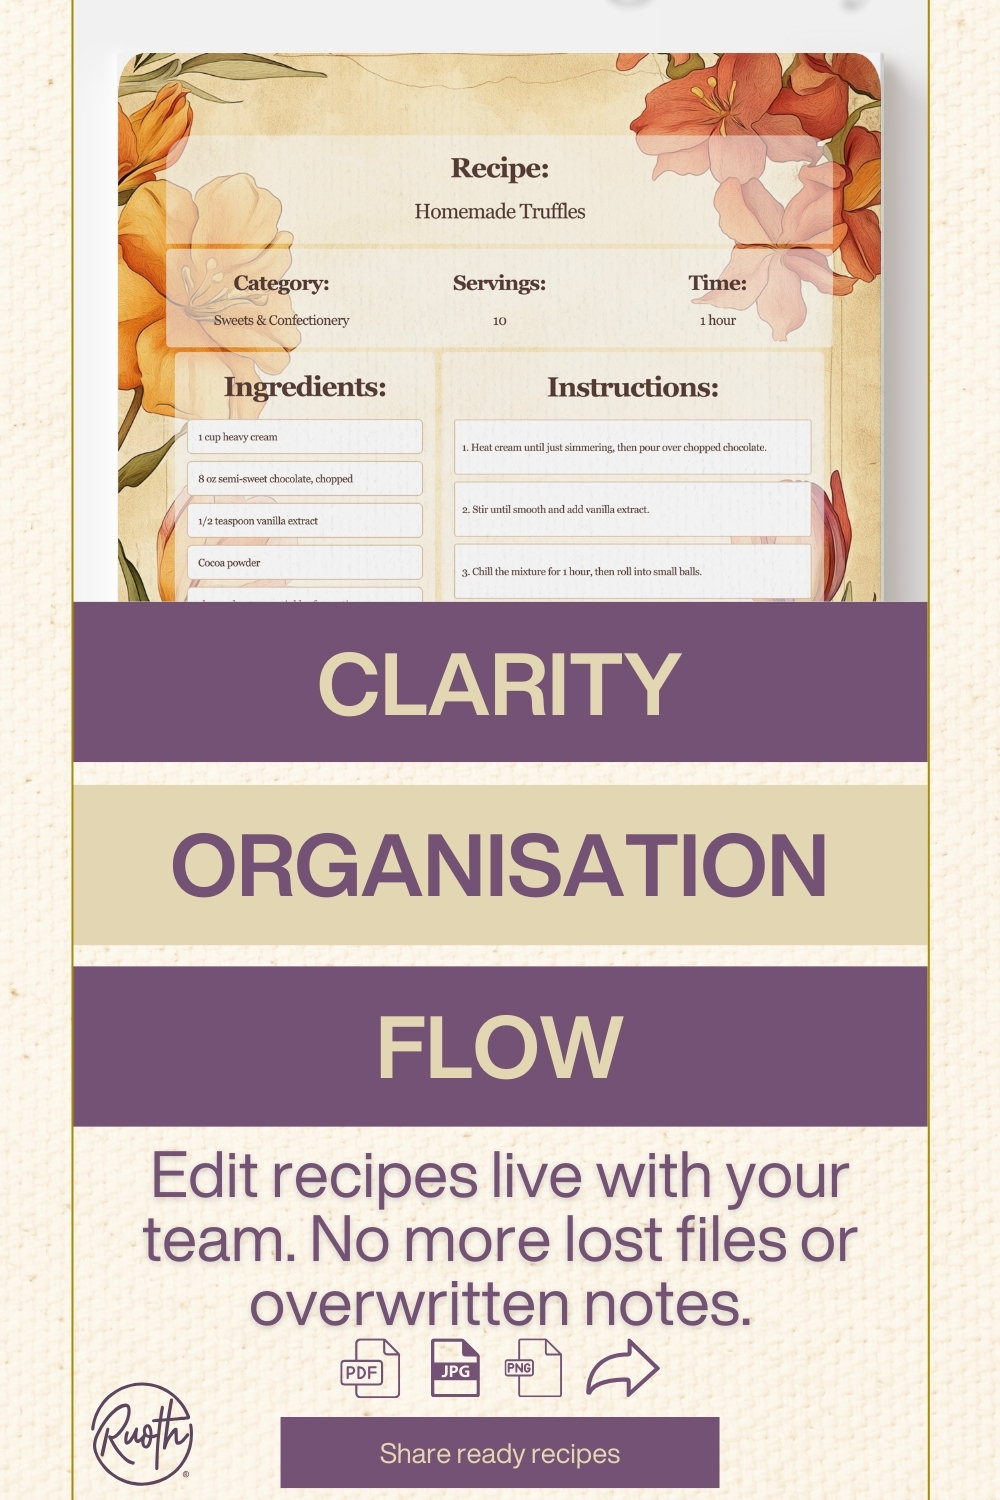 Recipe:
Homemade Truffles
Category:
Servings:
Time:
Sweets & Confectionery
10
1 hour
Ingredients:
1 cup heavy cream
8 oz semi-sweet chocolate, chopped
1/2 teaspoon vanilla extract
Cocoa powder
Instructions:
1. Heat cream until just simmering, then pour over chopped chocolate.
2. Stir until smooth and add vanilla extract.
3. Chill the mixture for 1 hour, then roll into small balls.
CLARITY
ORGANISATION
FLOW
Edit recipes live with your
team. No more lost files or
overwritten notes.
PDF
JPG
PNG
Ruoth
®
Share ready recipes